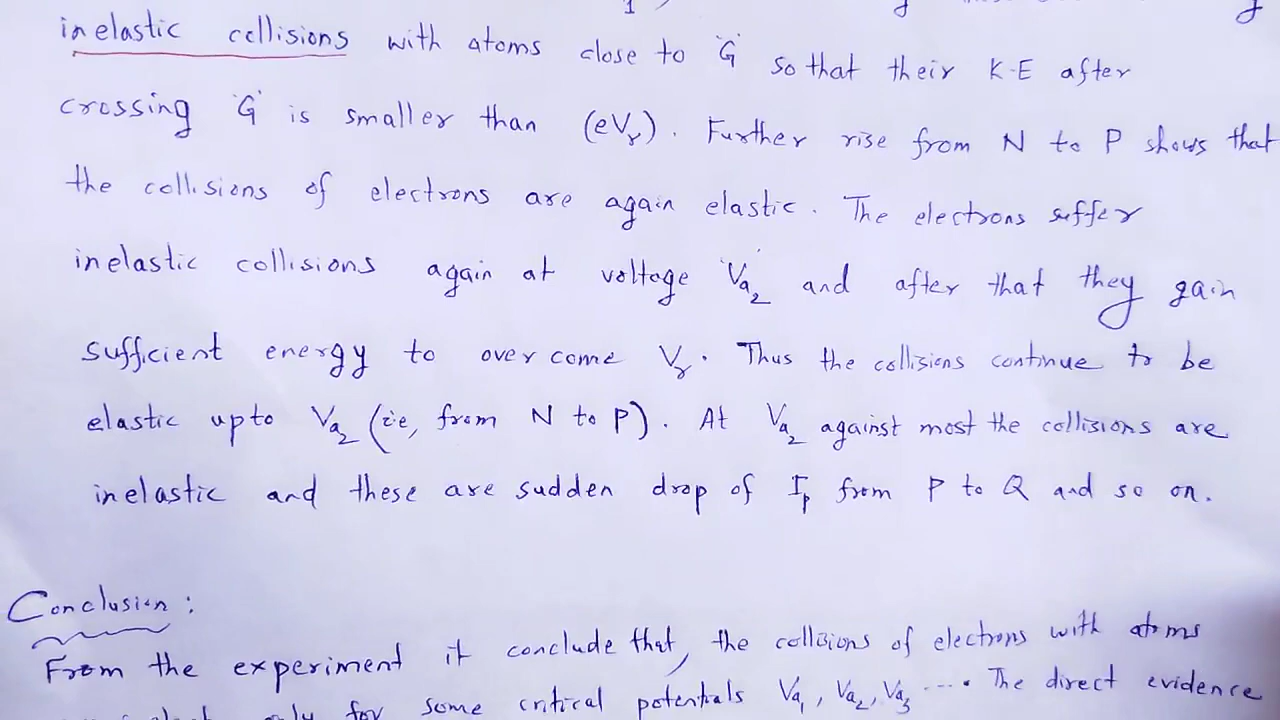 inelastic collisions with atoms close to 'G' so that their K.E after
crossing 'G' is smaller than (eVr). Further rise from N to P shows that
the collisions of electrons are again elastic. The electrons suffer
inelastic collisions again at voltage 'Va2' and after that they gain
sufficient energy to over come Vr. Thus the collisions continue to be
elastic upto Va2 (ie, from N to P). At Va2 against most the collisions are
inelastic and these are sudden drop of Ip from P to Q and so on.
Conclusion :
From the experiment it conclude that, the collisions of electrons with atoms
only for some critical potentials Va1, Va2, Va3 ..... The direct evidence